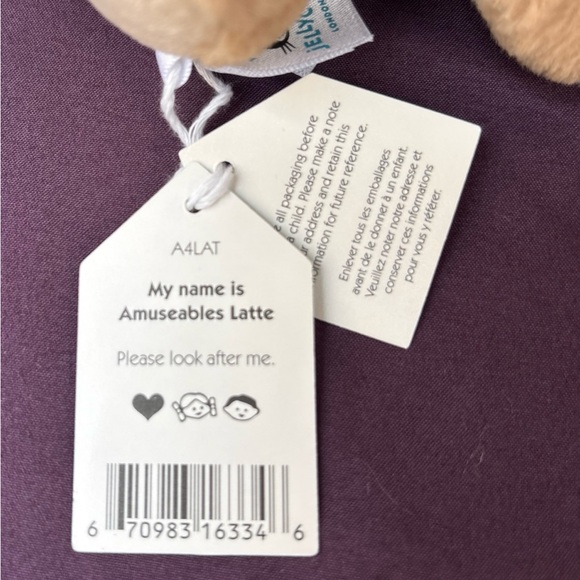 LONDON
A4LAT
My name is
Amuseables Latte
Please look after me.
6 70983 16334 6
all packaging before
a child. Please make a note
address and retain this
for future reference.
Enlever tous les emballages
avant de le donner à un enfant.
Veuillez noter notre adresse et
conserver ces informations
pour vous y référer.